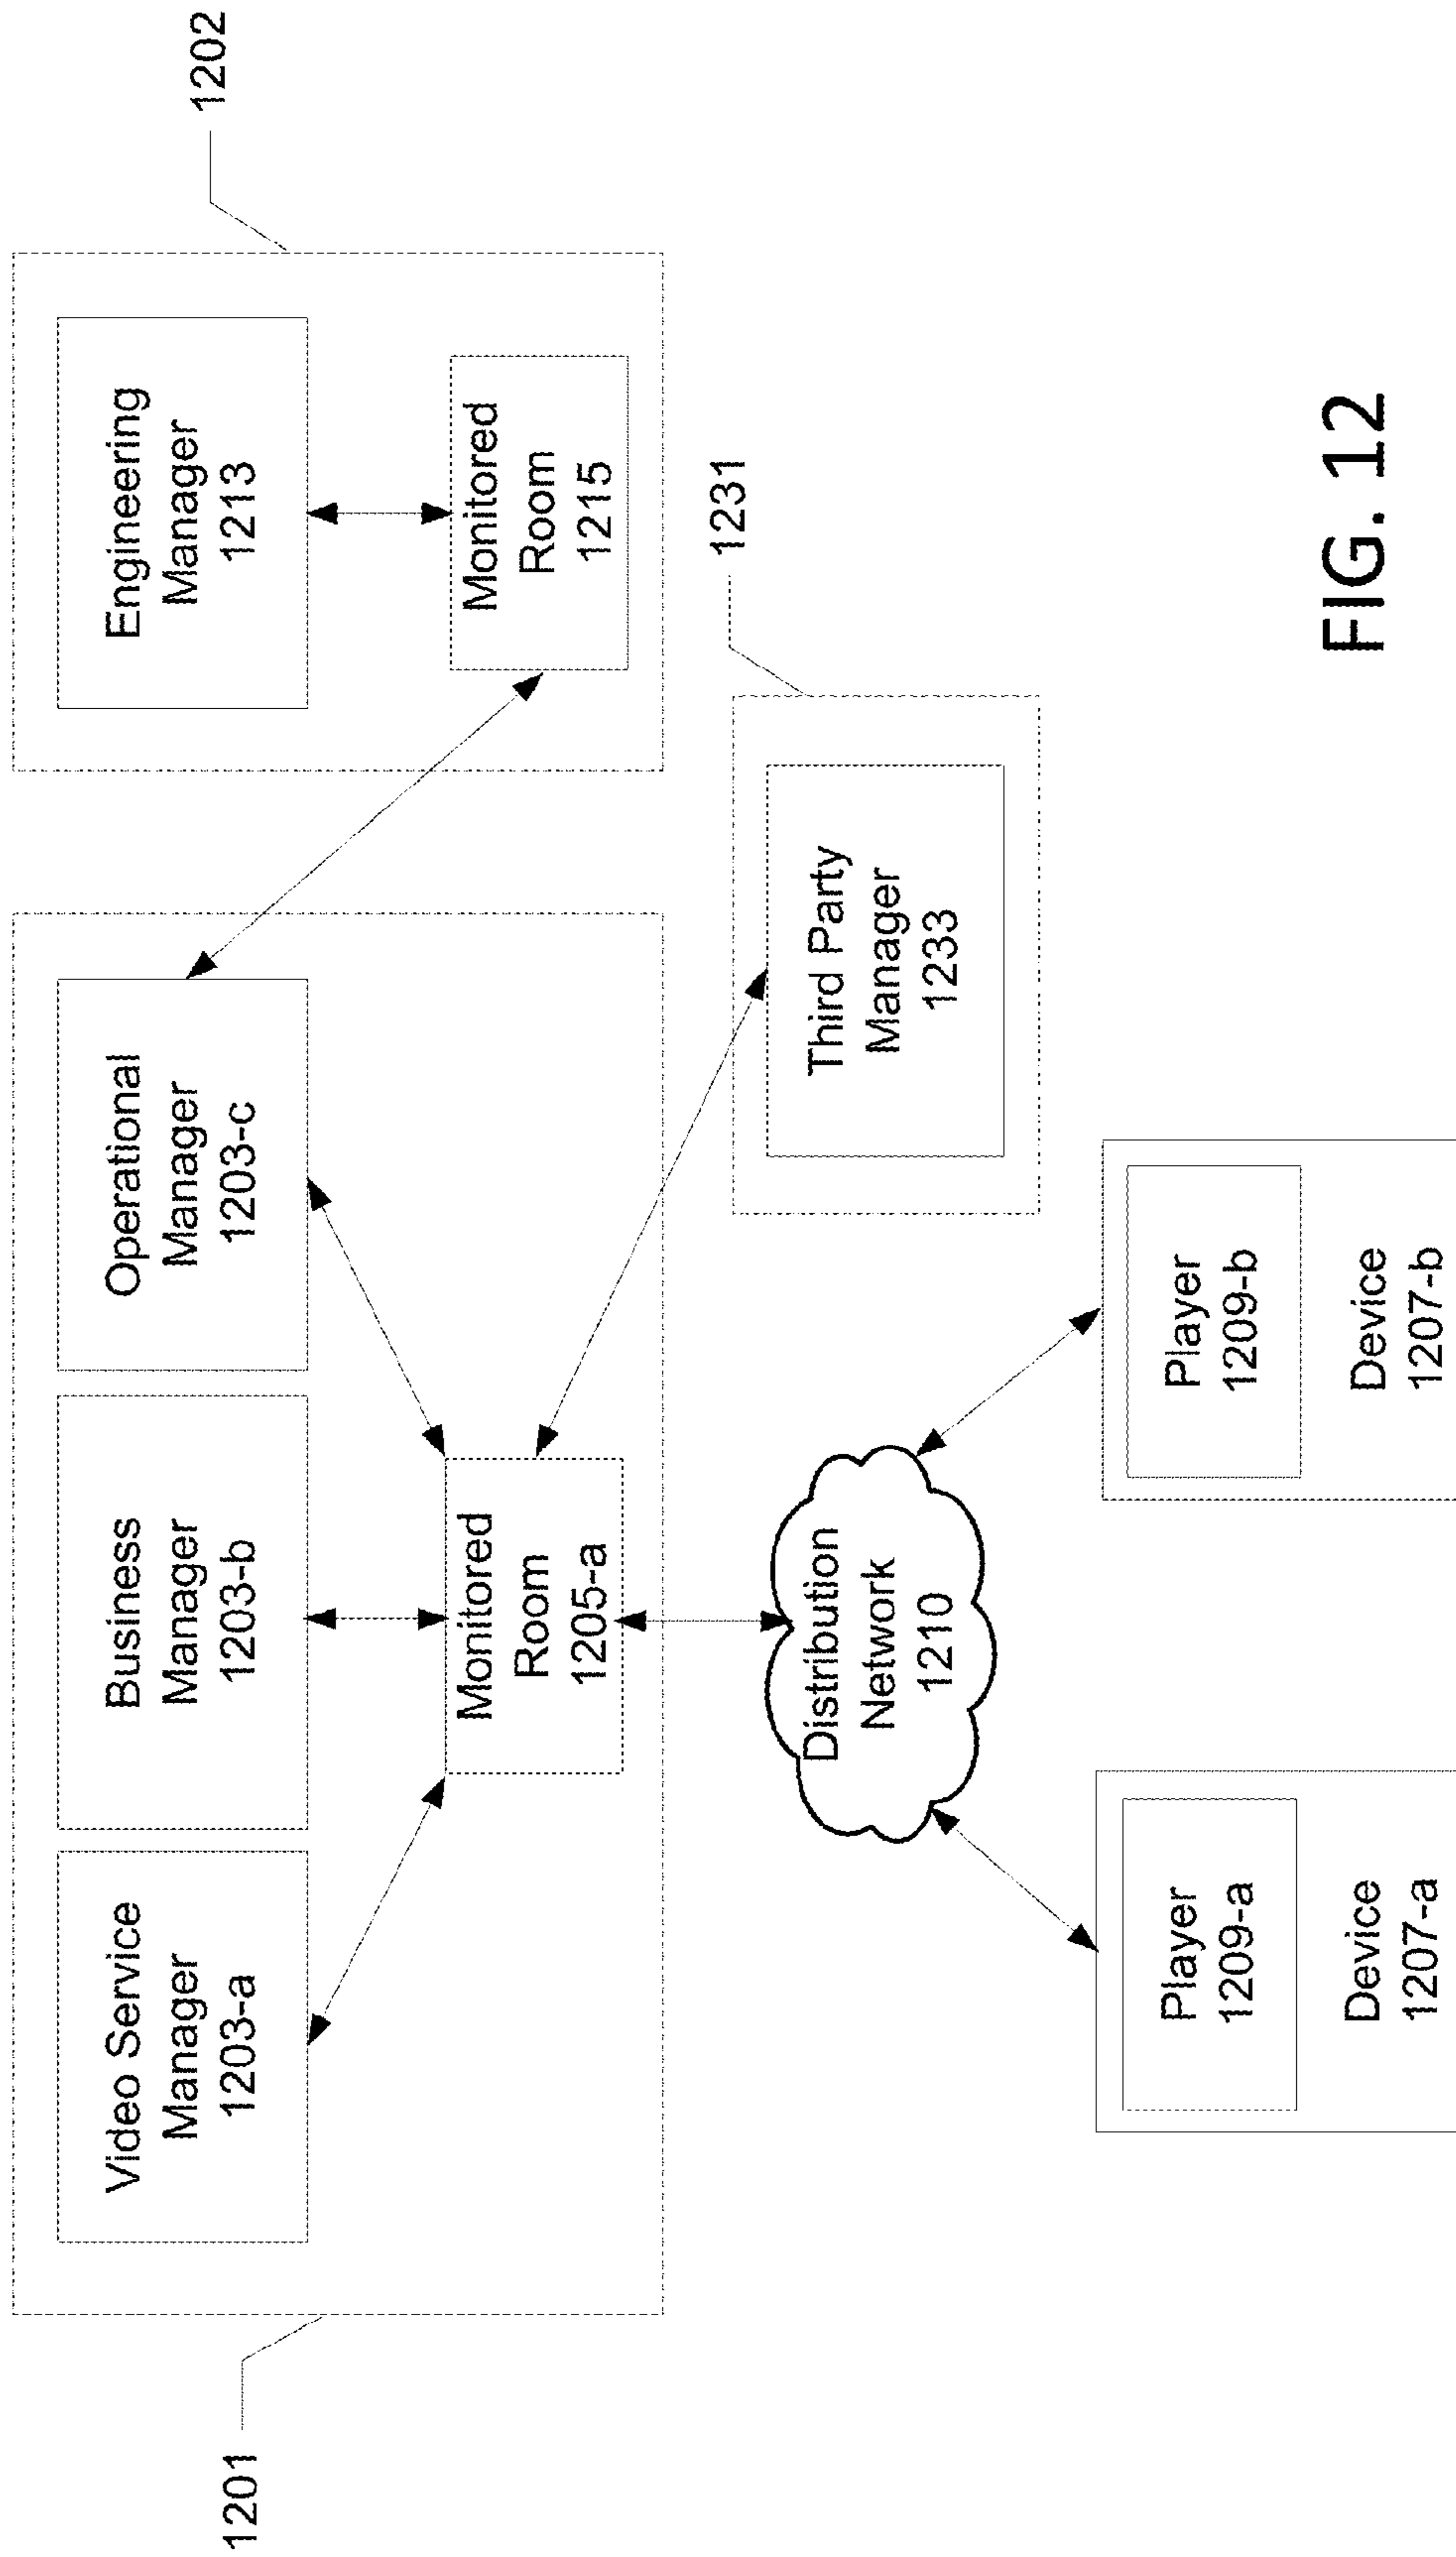 1201
Video Service
Manager
1203-a
Business
Manager
1203-b
Operational
Manager
1203-c
Monitored
Room
1205-a
Engineering
Manager
1213
Monitored
Room
1215
1202
1231
Third Party
Manager
1233
Distribution
Network
1210
Player
1209-a
Device
1207-a
Player
1209-b
Device
1207-b
FIG. 12